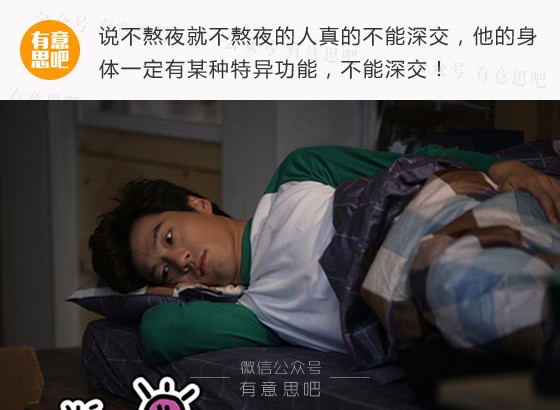 有意
思吧
说不熬夜就不熬夜的人真的不能深交，他的身
体一定有某种特异功能，不能深交！
微信公众号
有意思吧